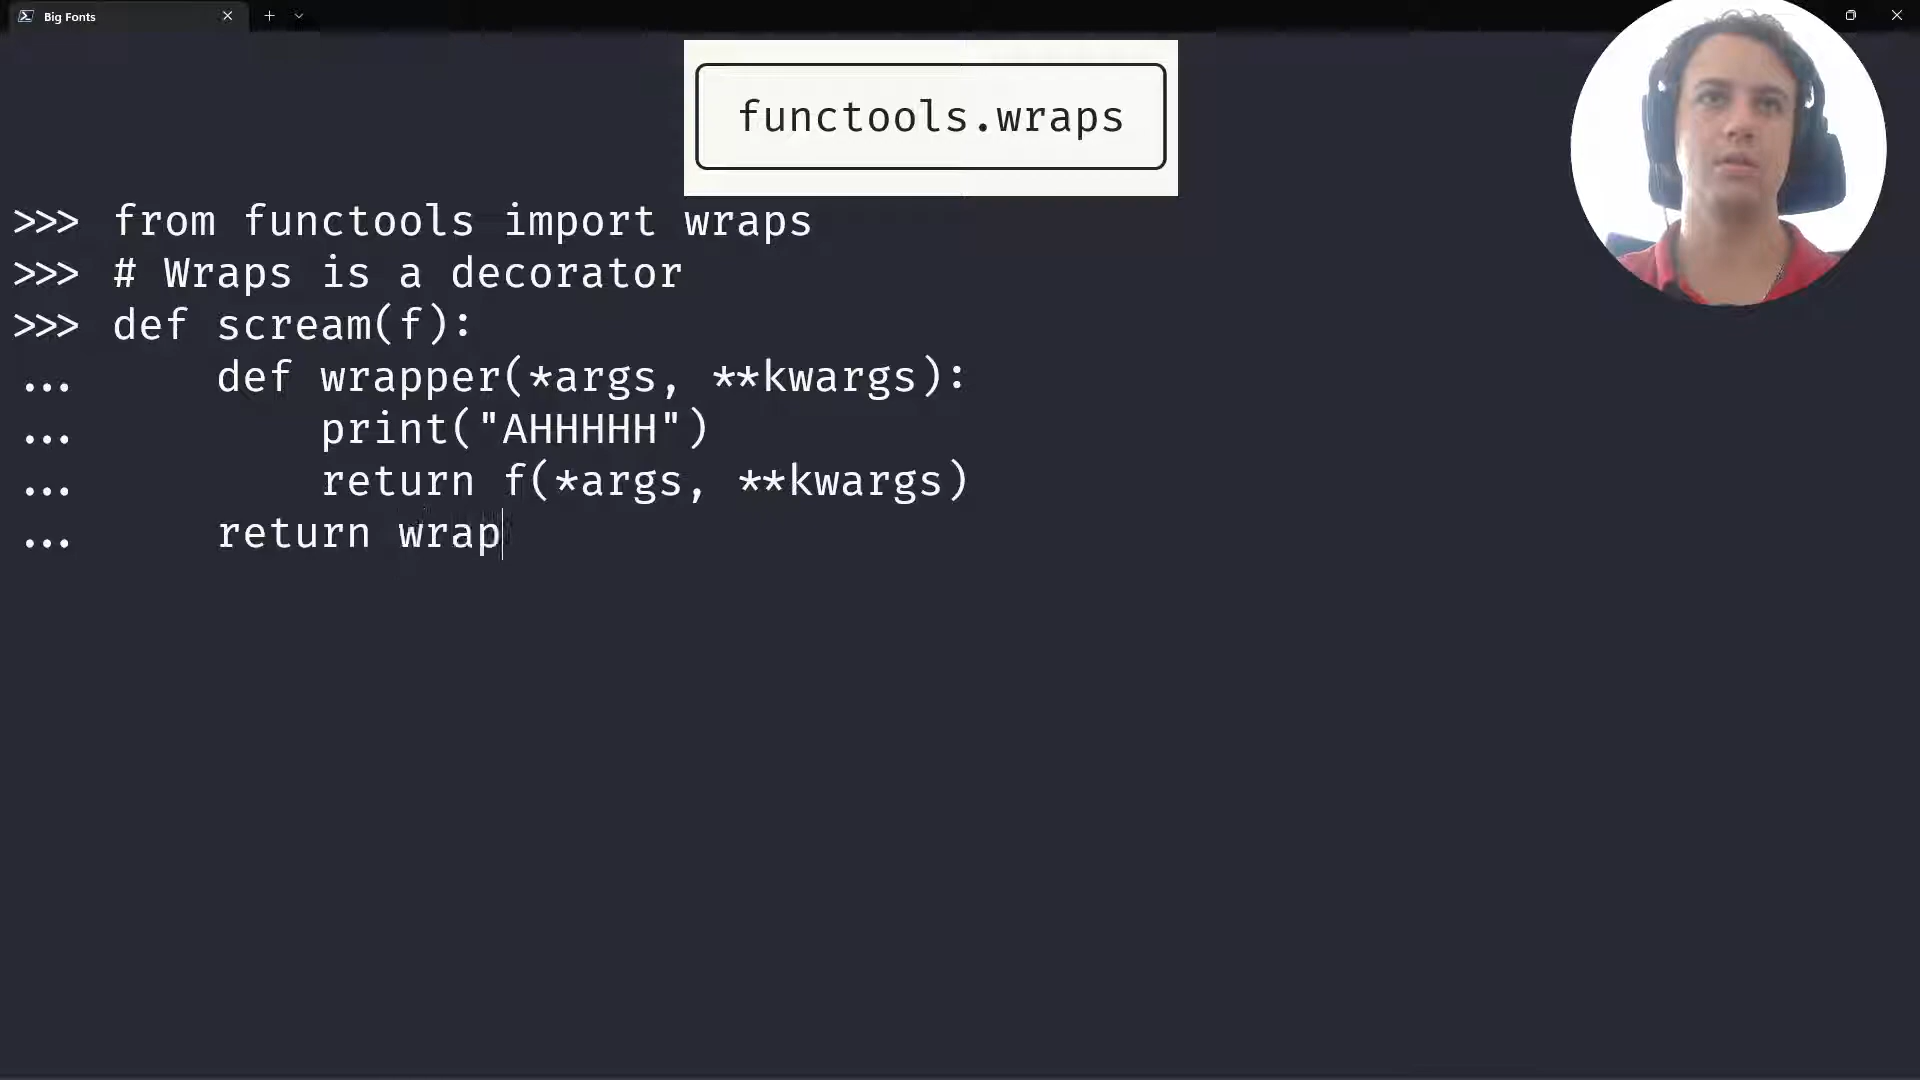 Big Fonts
functools.wraps
>>> from functools import wraps
>>> # Wraps is a decorator
>>> def scream(f):
...     def wrapper(*args, **kwargs):
...         print("AHHHHH")
...         return f(*args, **kwargs)
...     return wrap